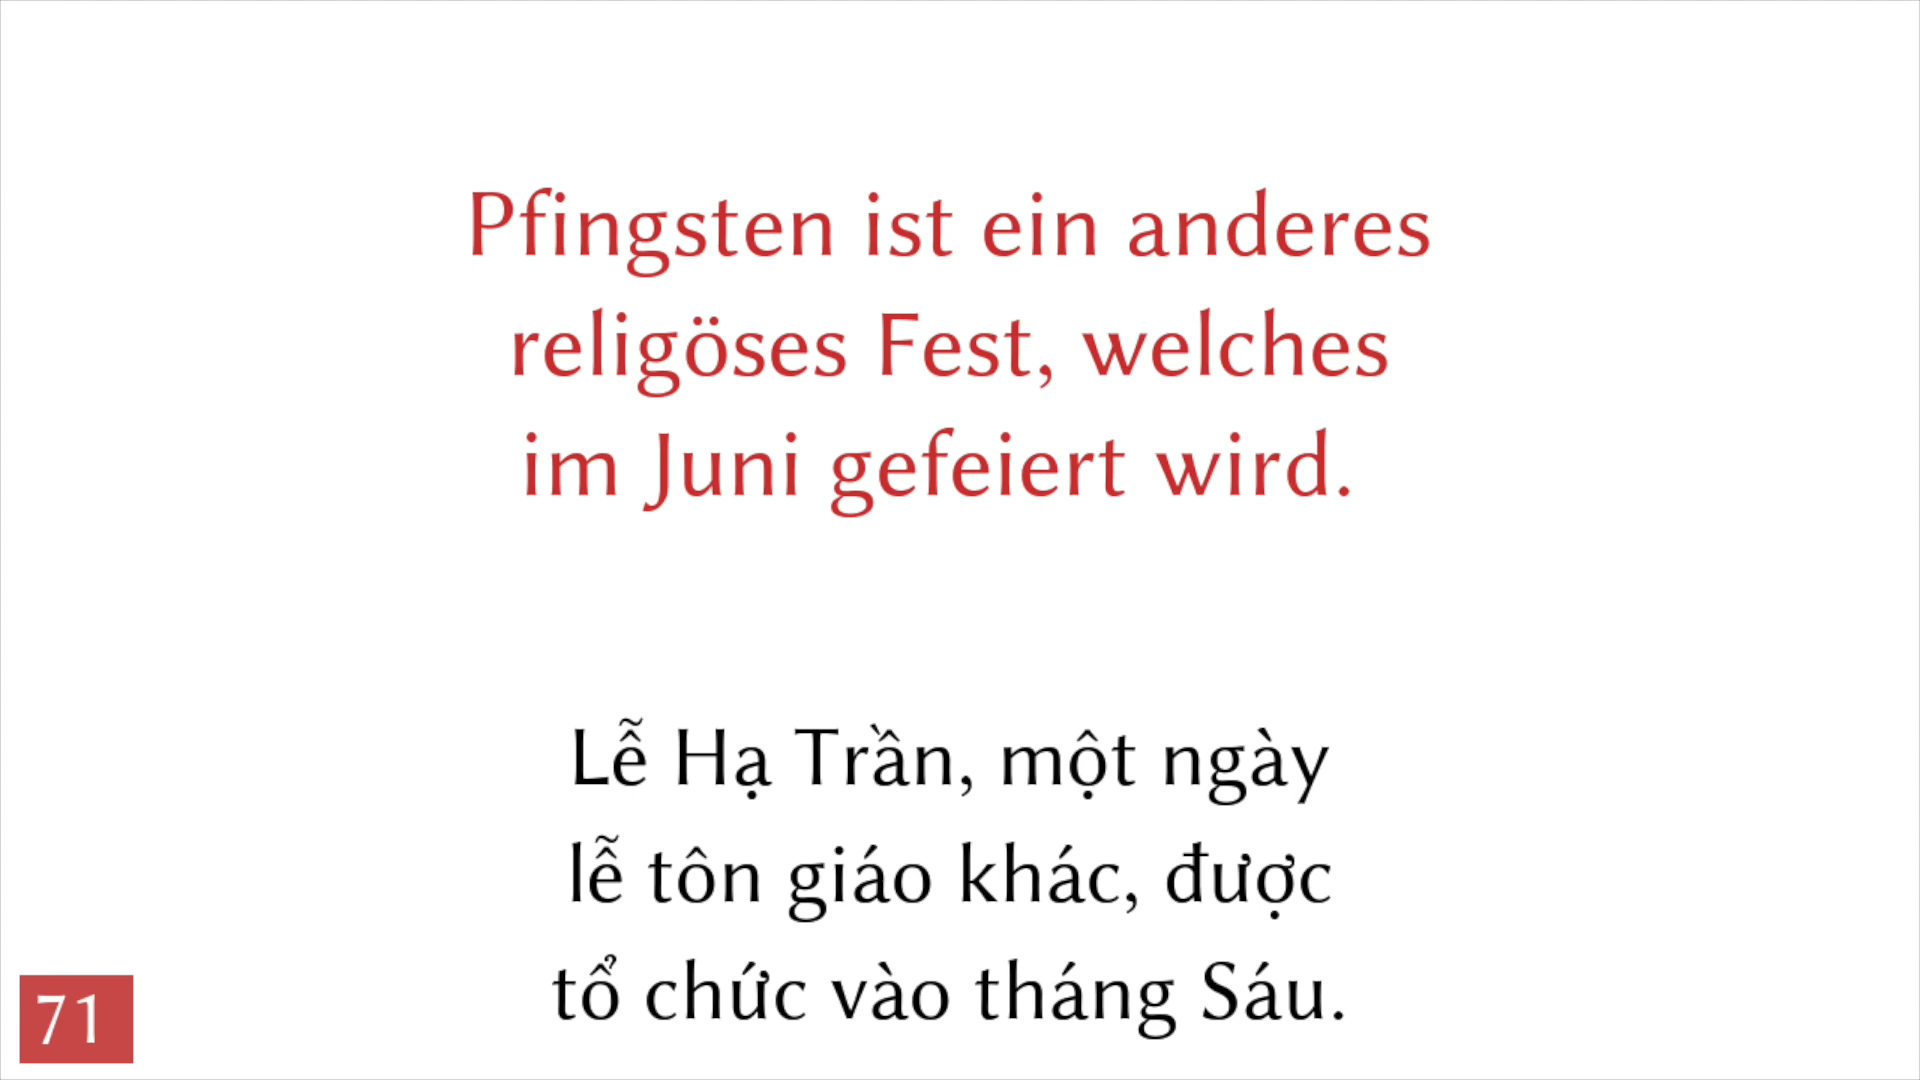 Pfingsten ist ein anderes
religöses Fest, welches
im Juni gefeiert wird.
Lễ Hạ Trần, một ngày
lễ tôn giáo khác, được
tổ chức vào tháng Sáu.
71